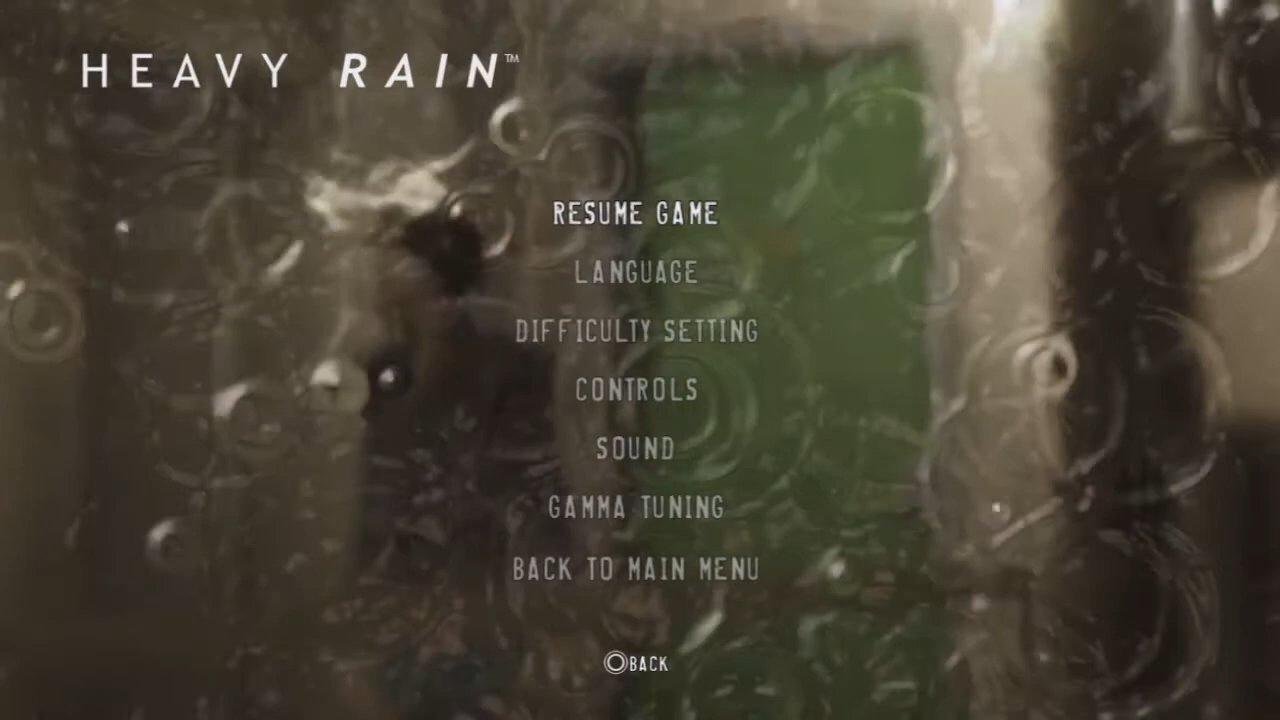 HEAVY RAIN™
RESUME GAME
LANGUAGE
DIFFICULTY SETTING
CONTROLS
SOUND
GAMMA TUNING
BACK TO MAIN MENU
BACK